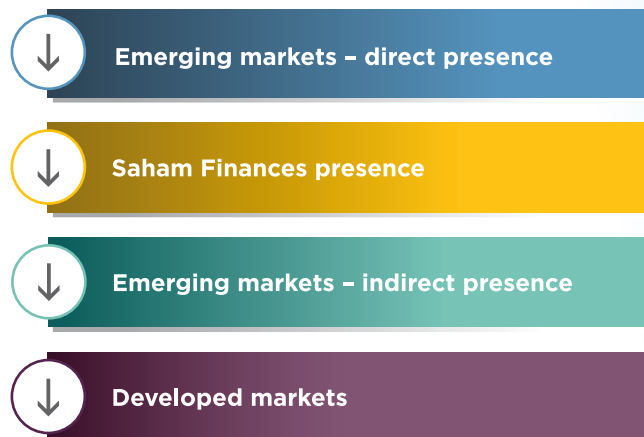 Emerging markets – direct presence
Saham Finances presence
Emerging markets – indirect presence
Developed markets